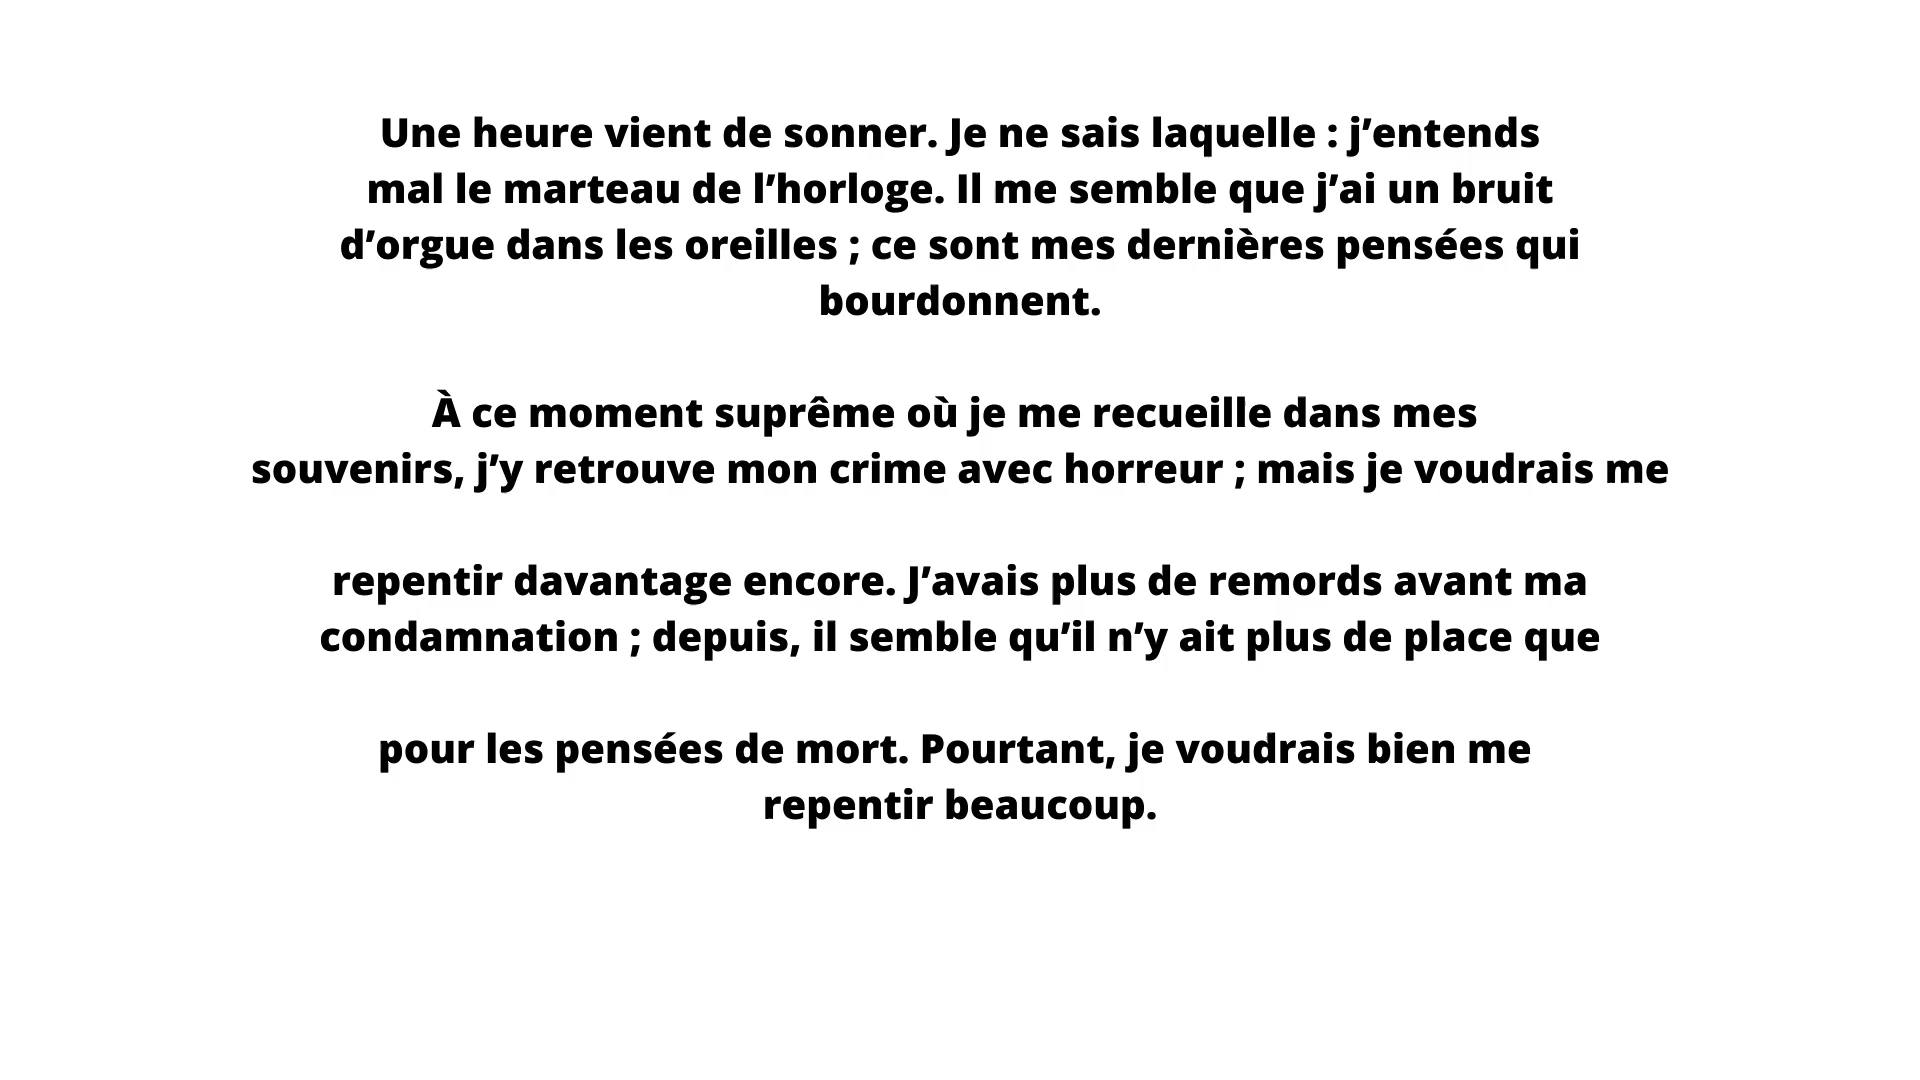 Une heure vient de sonner. Je ne sais laquelle : j’entends
mal le marteau de l’horloge. Il me semble que j’ai un bruit
d’orgue dans les oreilles ; ce sont mes dernières pensées qui
bourdonnent.
À ce moment suprême où je me recueille dans mes
souvenirs, j’y retrouve mon crime avec horreur ; mais je voudrais me
repentir davantage encore. J’avais plus de remords avant ma
condamnation ; depuis, il semble qu’il n’y ait plus de place que
pour les pensées de mort. Pourtant, je voudrais bien me
repentir beaucoup.